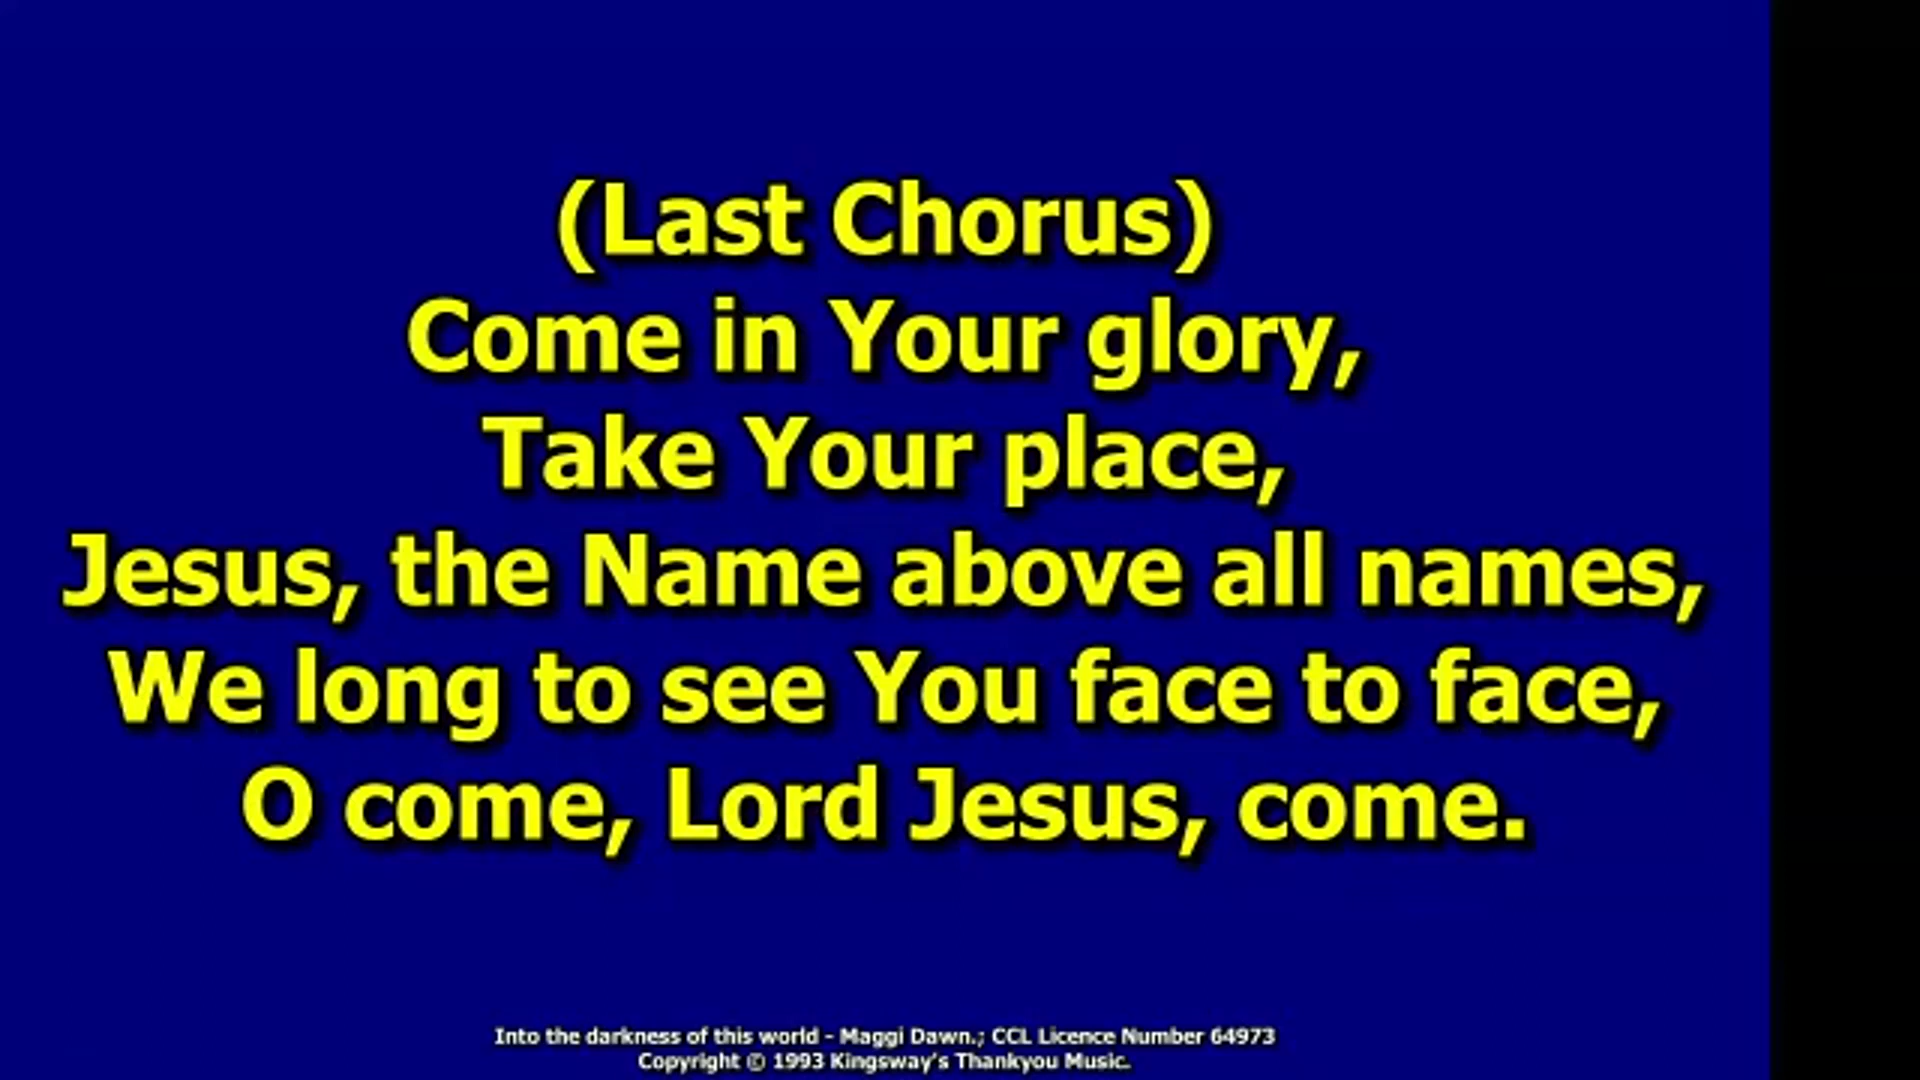 (Last Chorus)
Come in Your glory,
Take Your place,
Jesus, the Name above all names,
We long to see You face to face,
O come, Lord Jesus, come.
Into the darkness of this world - Maggi Dawn.; CCL Licence Number 64973
Copyright © 1993 Kingsway's Thankyou Music.